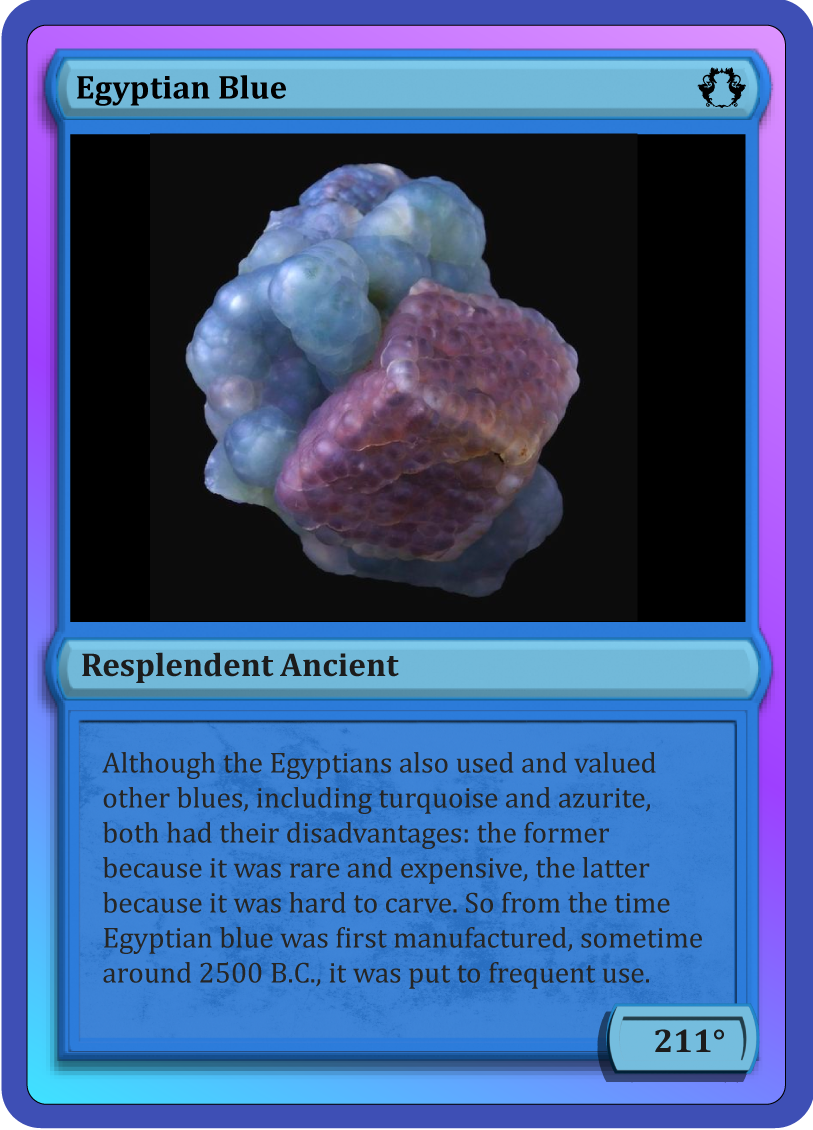 Egyptian Blue
Resplendent Ancient
Although the Egyptians also used and valued
other blues, including turquoise and azurite,
both had their disadvantages: the former
because it was rare and expensive, the latter
because it was hard to carve. So from the time
Egyptian blue was first manufactured, sometime
around 2500 B.C., it was put to frequent use.
211°